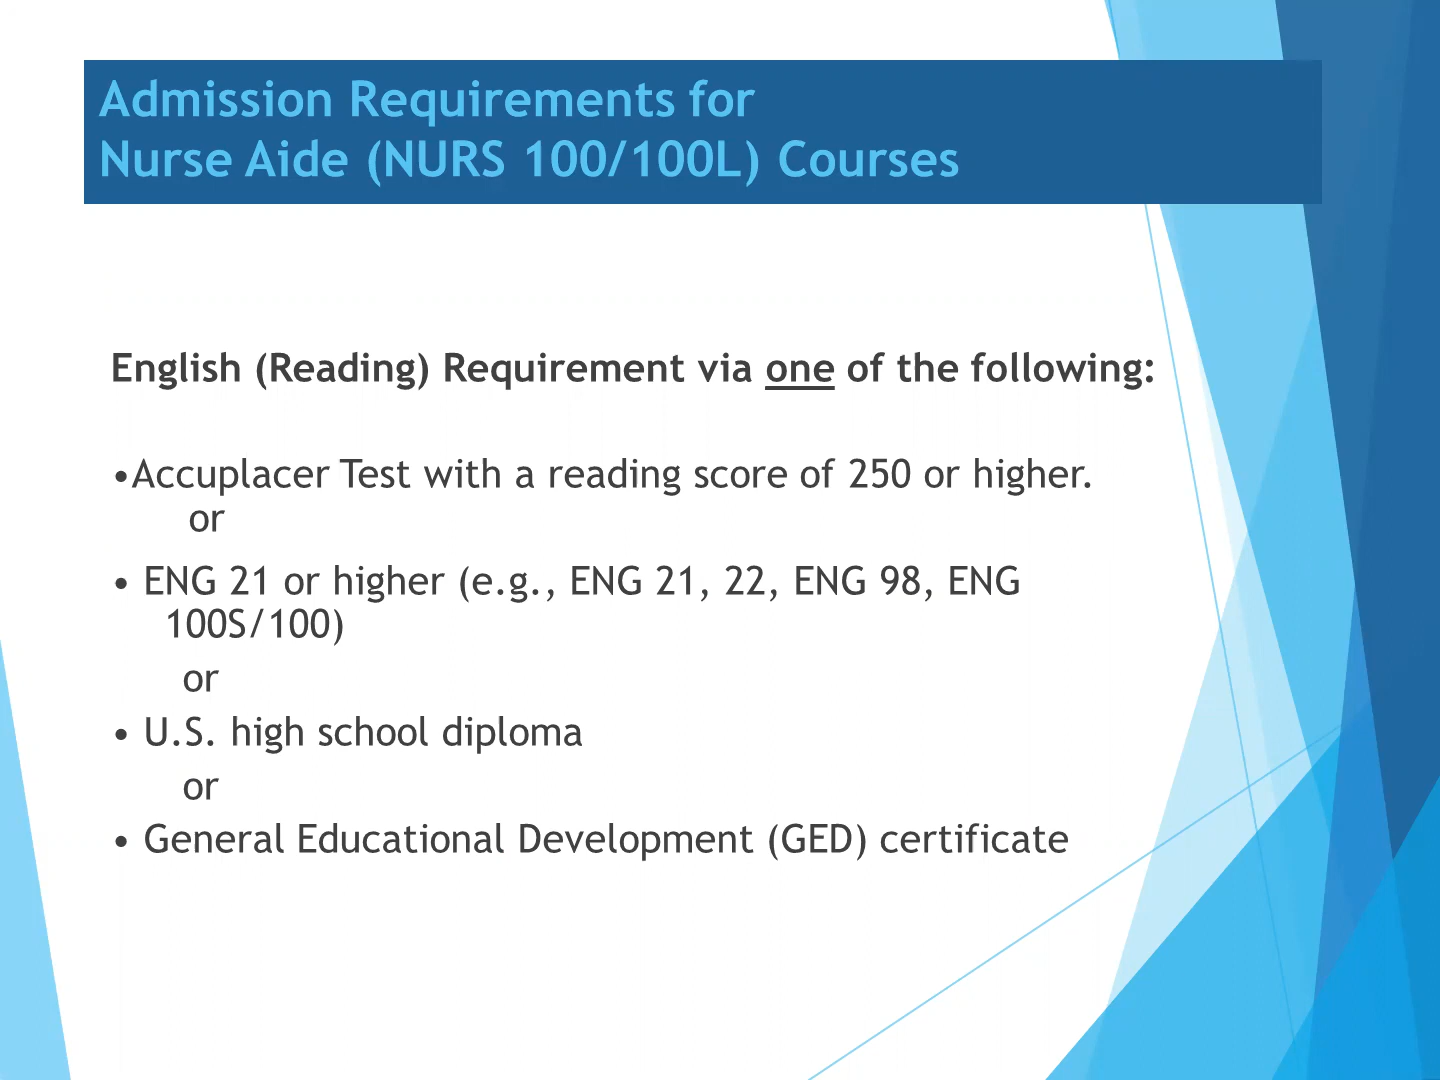 Admission Requirements for
Nurse Aide (NURS 100/100L) Courses
English (Reading) Requirement via one of the following:
•Accuplacer Test with a reading score of 250 or higher.
or
• ENG 21 or higher (e.g., ENG 21, 22, ENG 98, ENG
100S/100)
or
• U.S. high school diploma
or
• General Educational Development (GED) certificate